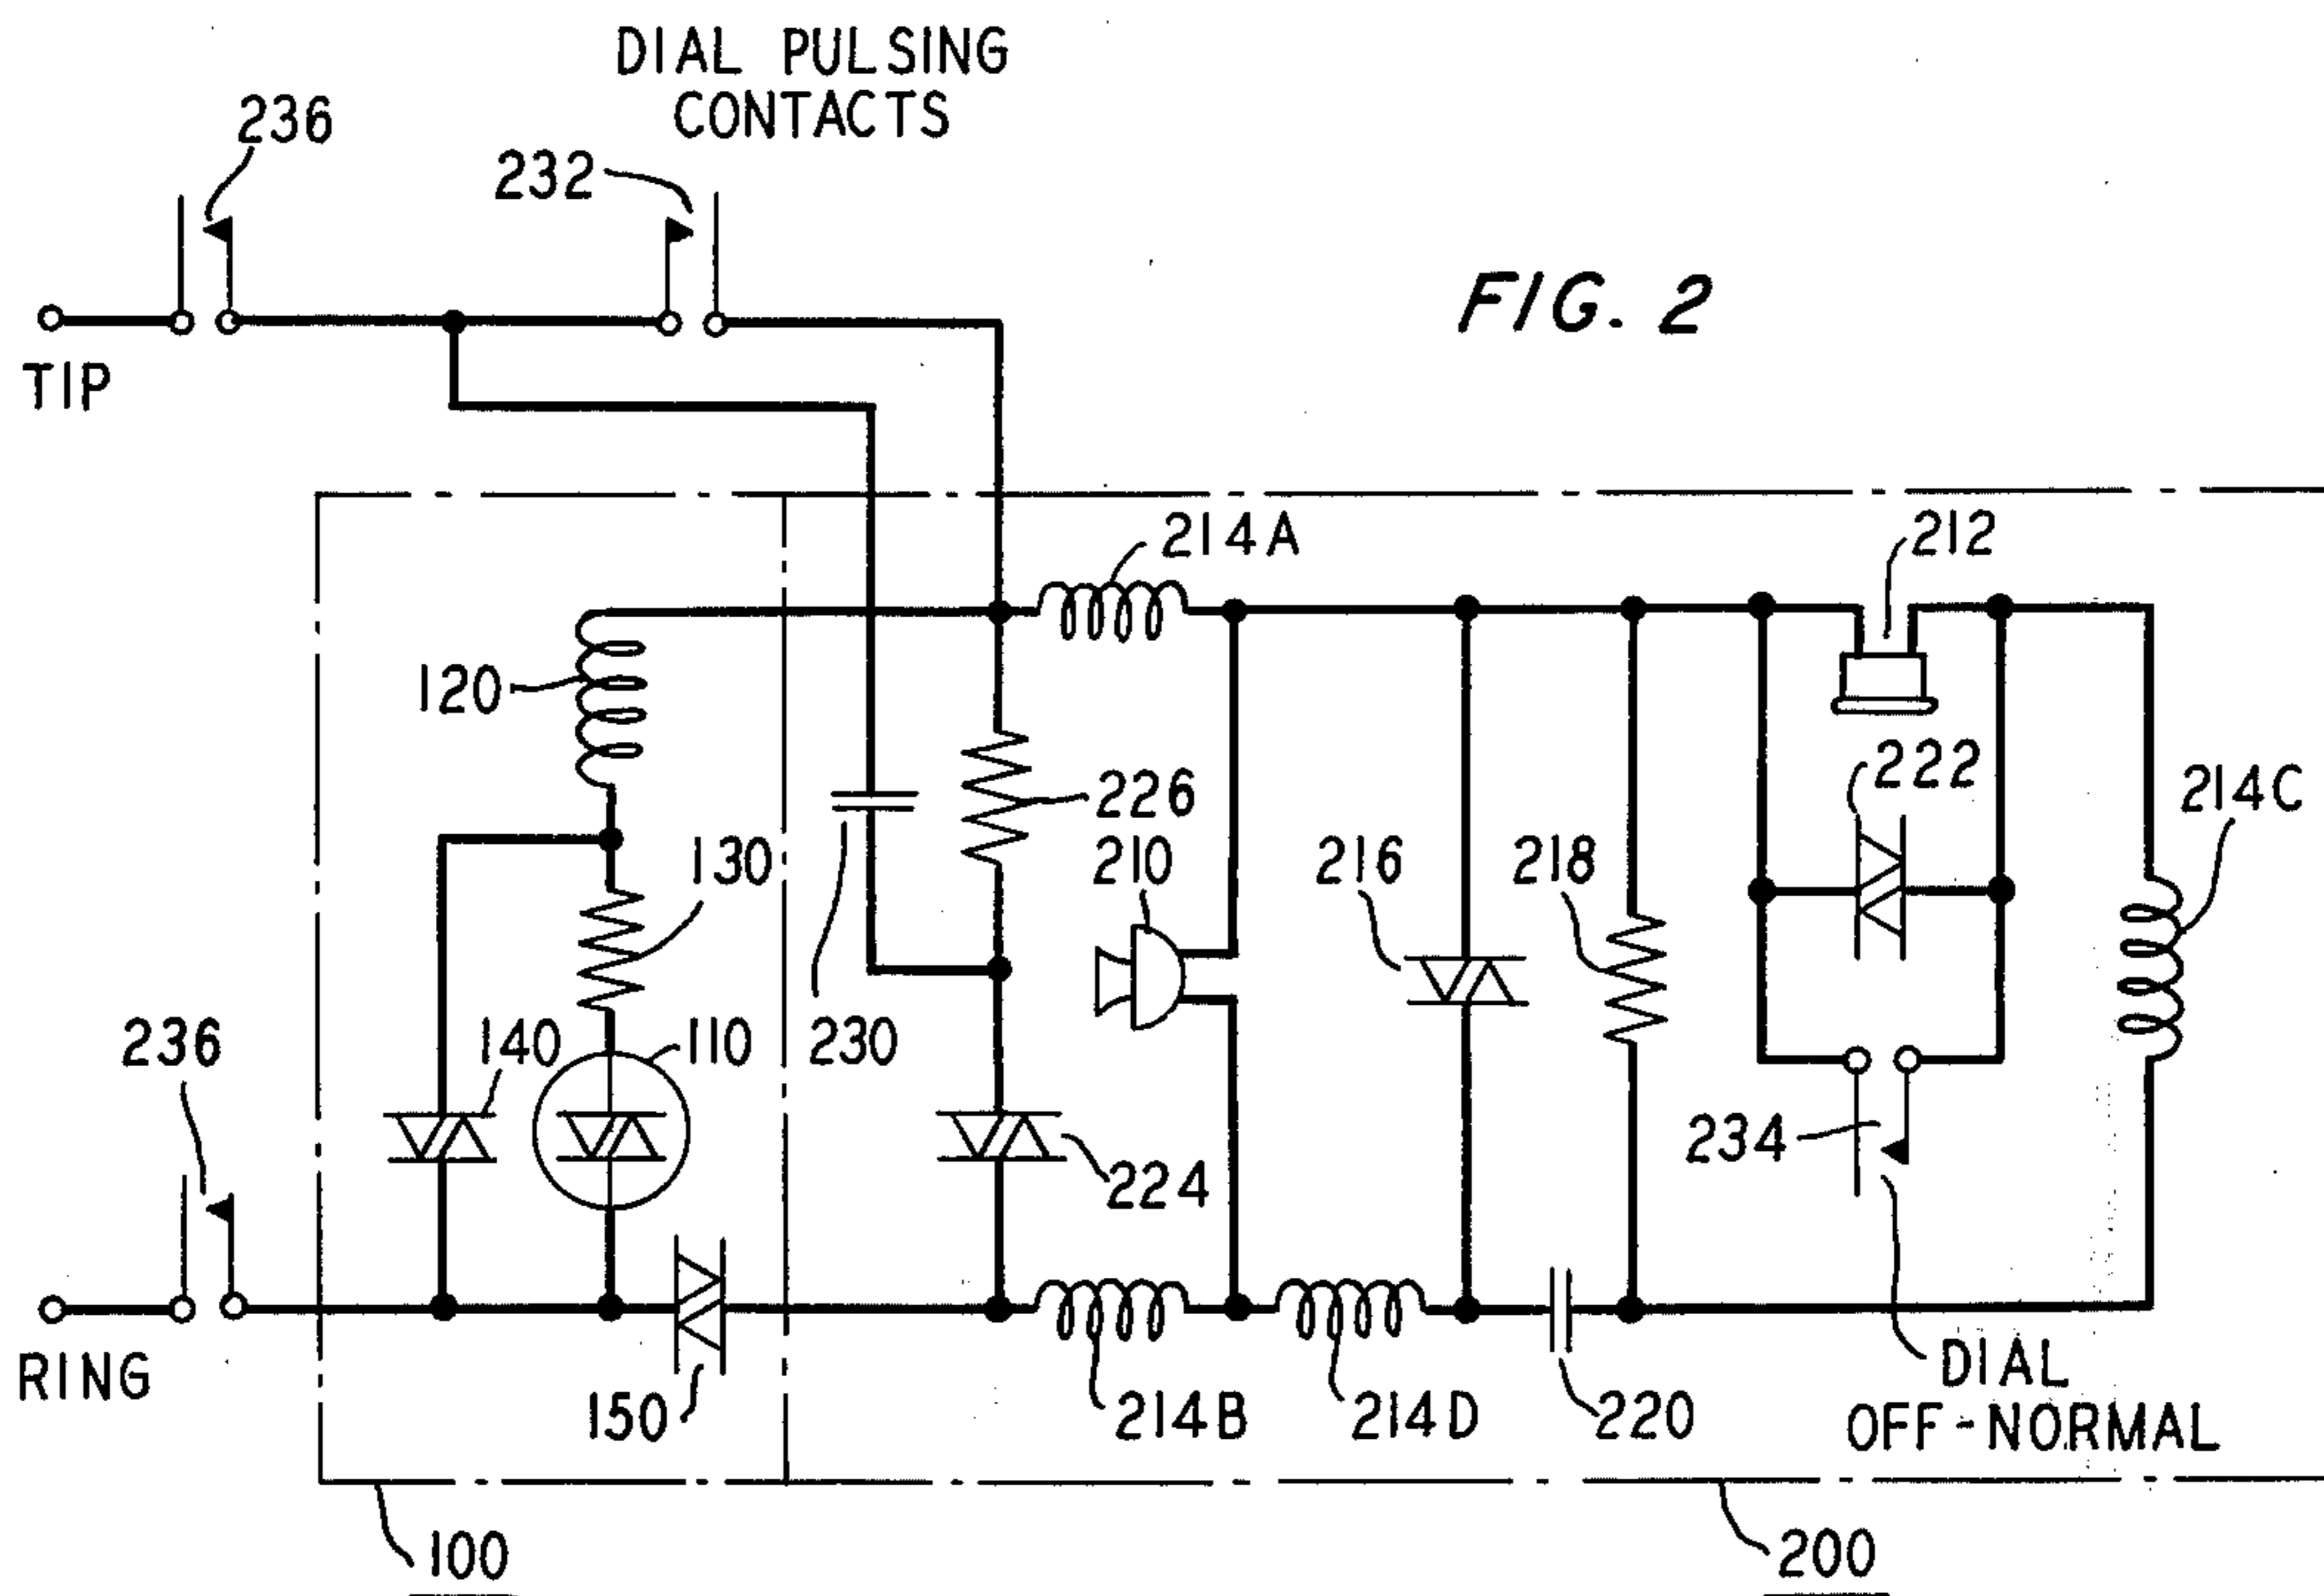 DIAL PULSING
CONTACTS
236
232
FIG. 2
TIP
214A
212
120
226
222
214C
130
210
216
218
236
140
110
230
234
224
RING
150
214B
214D
220
DIAL
OFF-NORMAL
100
200